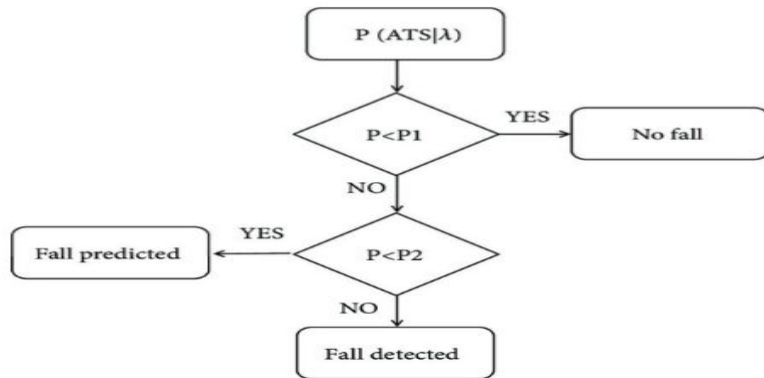 P (ATS|λ)
P<P1
YES
No fall
NO
Fall predicted
YES
P<P2
NO
Fall detected